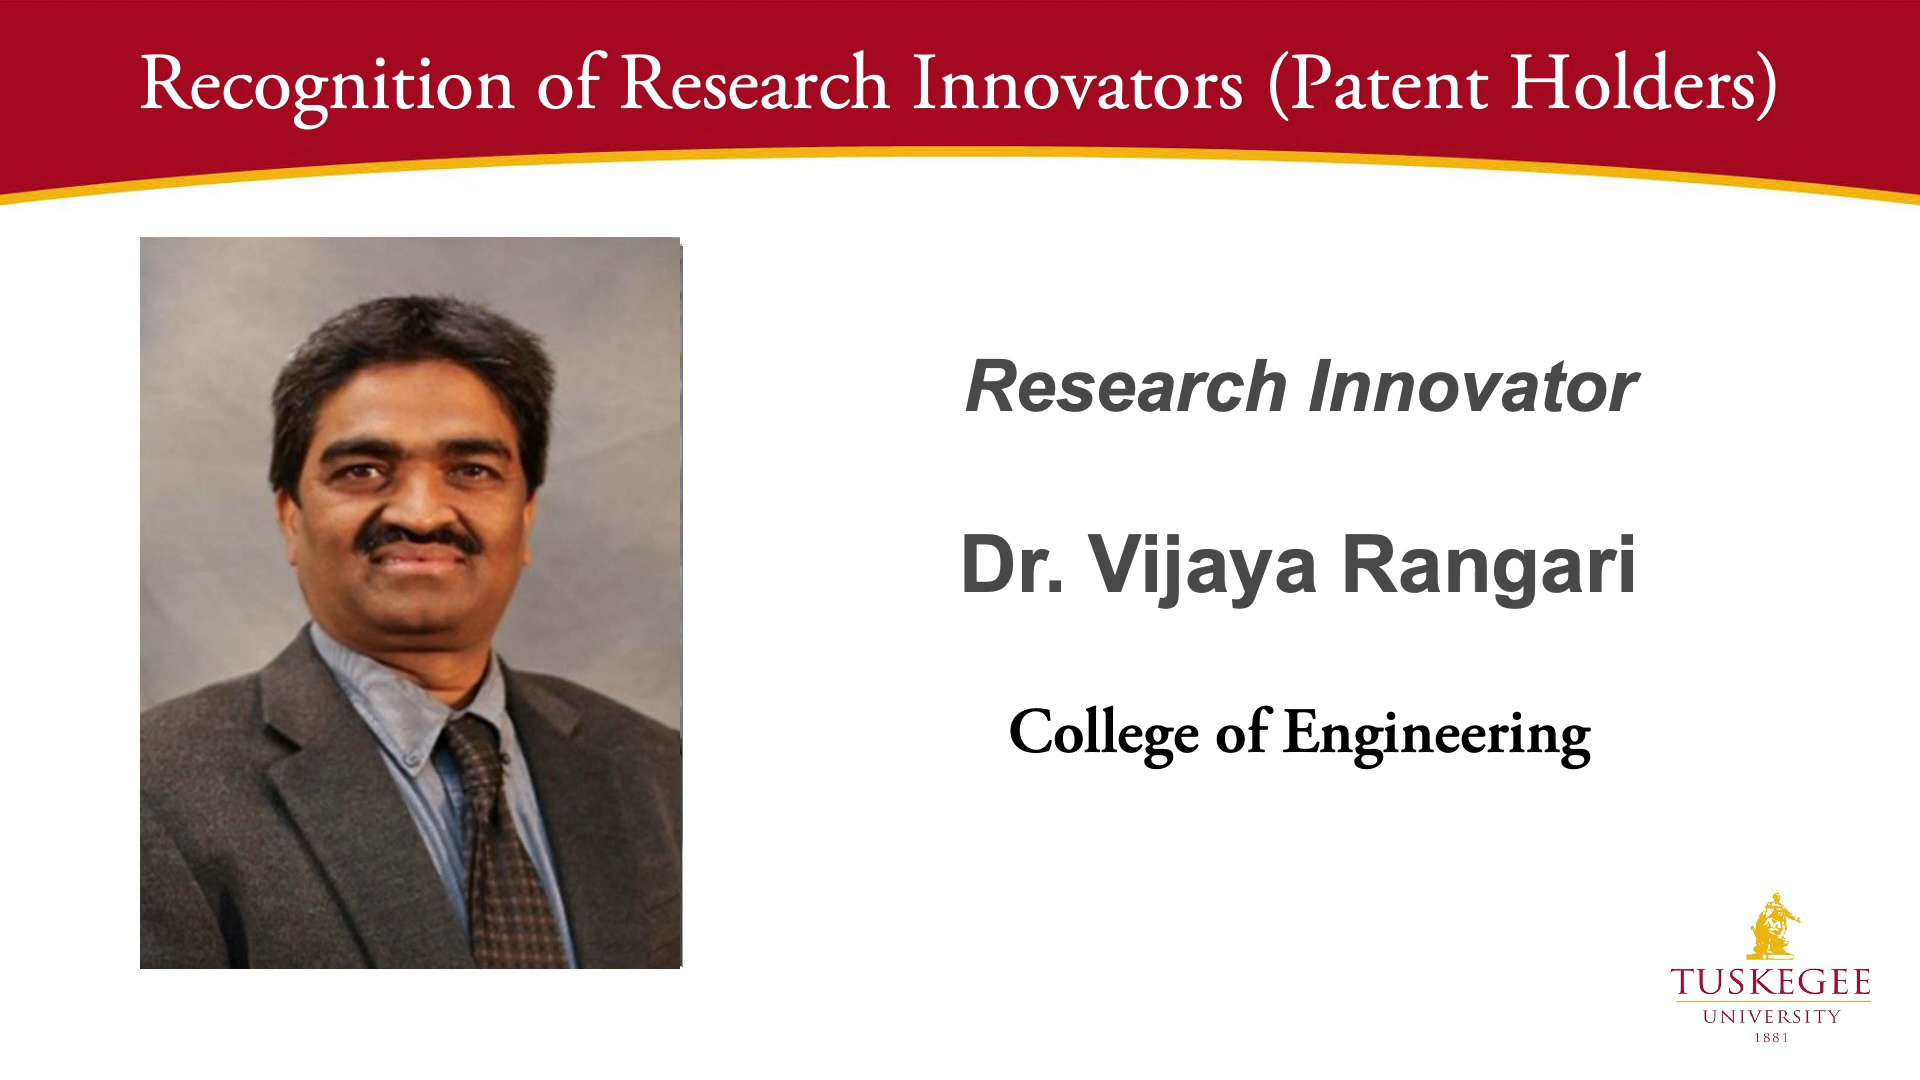 Recognition of Research Innovators (Patent Holders)
Research Innovator
Dr. Vijaya Rangari
College of Engineering
TUSKEGEE
UNIVERSITY
1881